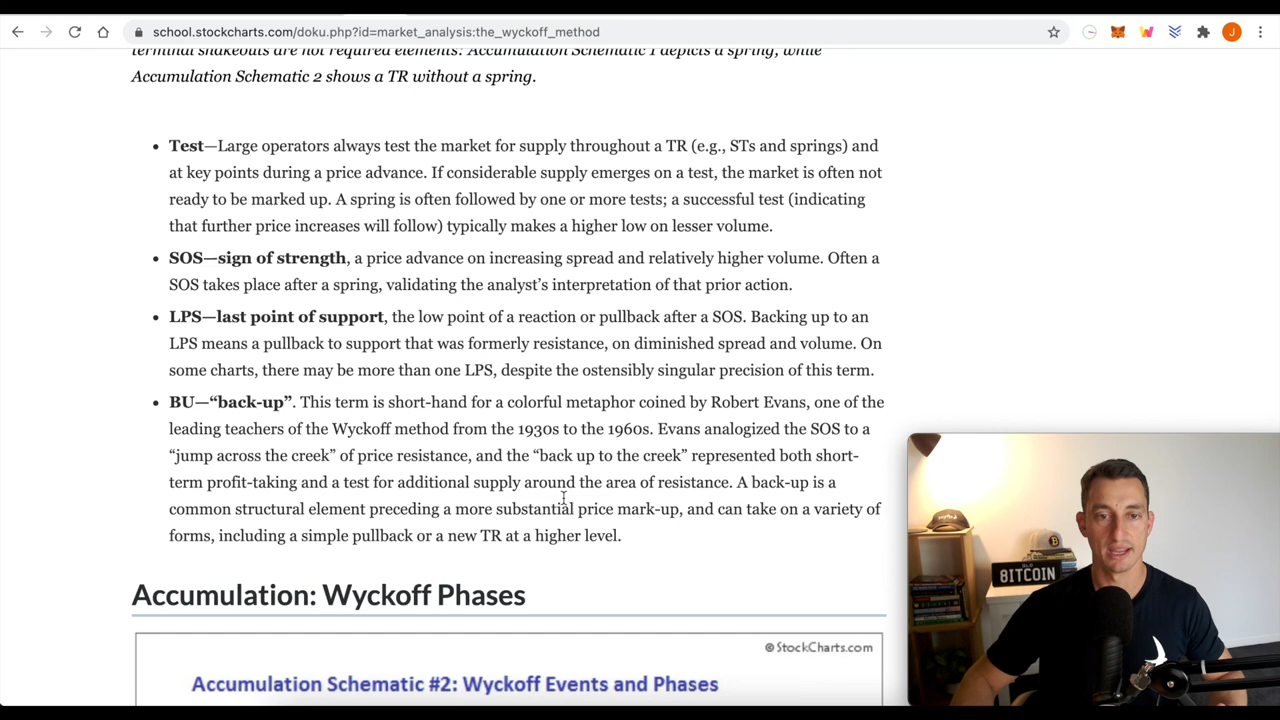 school.stockcharts.com/doku.php?id=market_analysis:the_wyckoff_method
J
terminal shakeouts are not required elements: Accumulation Schematic 1 depicts a spring, while
Accumulation Schematic 2 shows a TR without a spring.
• Test—Large operators always test the market for supply throughout a TR (e.g., STs and springs) and
at key points during a price advance. If considerable supply emerges on a test, the market is often not
ready to be marked up. A spring is often followed by one or more tests; a successful test (indicating
that further price increases will follow) typically makes a higher low on lesser volume.
• SOS—sign of strength, a price advance on increasing spread and relatively higher volume. Often a
SOS takes place after a spring, validating the analyst’s interpretation of that prior action.
• LPS—last point of support, the low point of a reaction or pullback after a SOS. Backing up to an
LPS means a pullback to support that was formerly resistance, on diminished spread and volume. On
some charts, there may be more than one LPS, despite the ostensibly singular precision of this term.
• BU—“back-up”. This term is short-hand for a colorful metaphor coined by Robert Evans, one of the
leading teachers of the Wyckoff method from the 1930s to the 1960s. Evans analogized the SOS to a
“jump across the creek” of price resistance, and the “back up to the creek” represented both short-
term profit-taking and a test for additional supply around the area of resistance. A back-up is a
common structural element preceding a more substantial price mark-up, and can take on a variety of
forms, including a simple pullback or a new TR at a higher level.
Accumulation: Wyckoff Phases
©StockCharts.com
Accumulation Schematic #2: Wyckoff Events and Phases
QLD
8ITCOIN